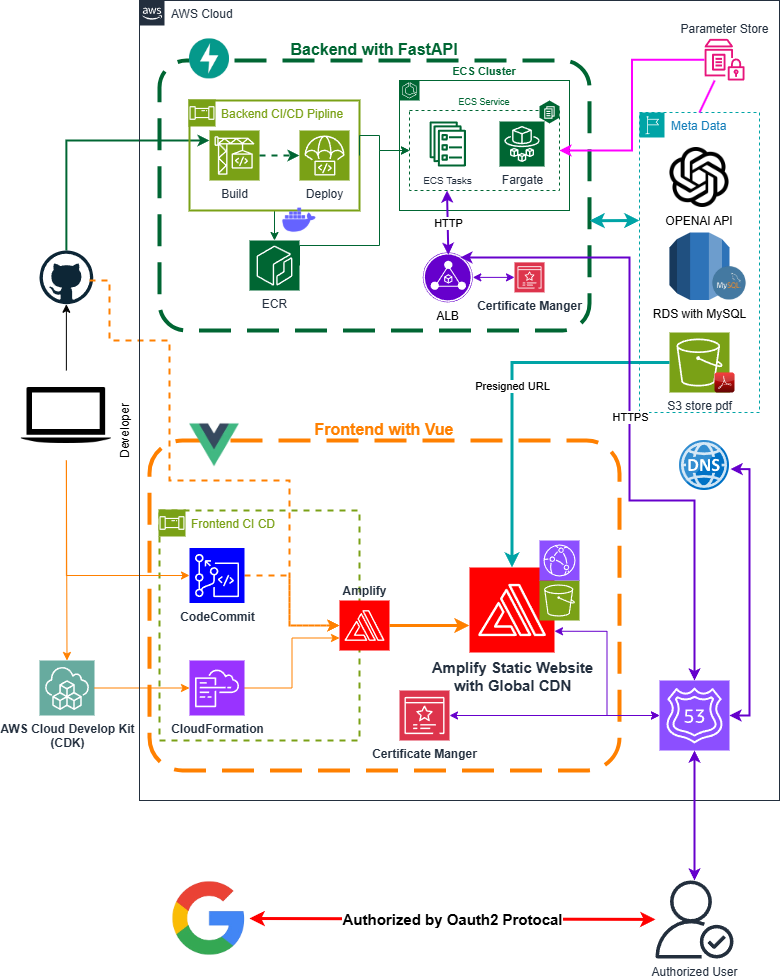 aws
AWS Cloud
Parameter Store
Backend with FastAPI
ECS Cluster
Backend CI/CD Pipline
ECS Service
Meta Data
Build
Deploy
ECS Tasks
Fargate
OPENAI API
HTTP
ECR
ALB
Certificate Manger
MySQL
RDS with MySQL
S3 store pdf
Presigned URL
HTTPS
Developer
Frontend with Vue
DNS
Frontend CI CD
CodeCommit
Amplify
Amplify Static Website
with Global CDN
AWS Cloud Develop Kit
(CDK)
CloudFormation
Certificate Manger
53
Authorized by Oauth2 Protocal
Authorized User